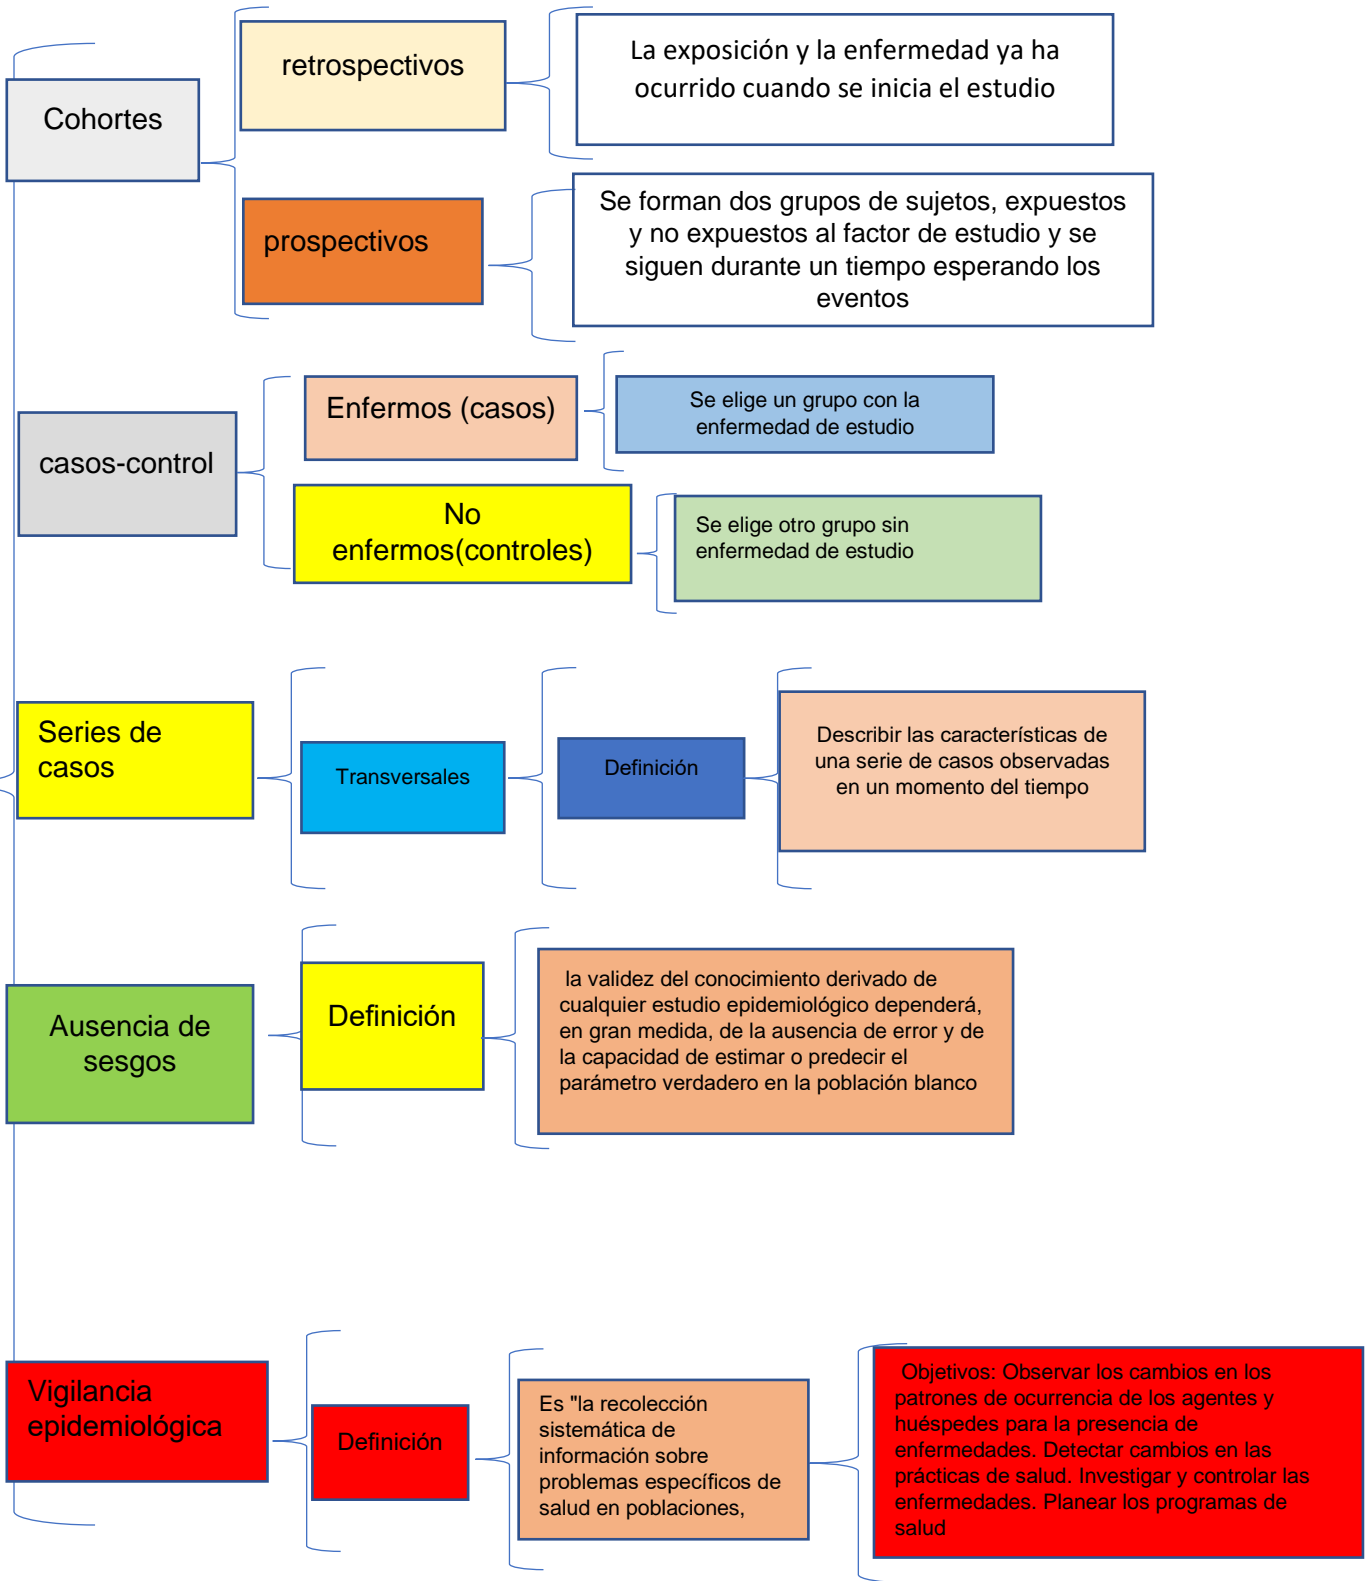 Cohortes
retrospectivos
La exposición y la enfermedad ya ha
ocurrido cuando se inicia el estudio
prospectivos
Se forman dos grupos de sujetos, expuestos
y no expuestos al factor de estudio y se
siguen durante un tiempo esperando los
eventos
casos-control
Enfermos (casos)
Se elige un grupo con la
enfermedad de estudio
No
enfermos(controles)
Se elige otro grupo sin
enfermedad de estudio
Series de
casos
Transversales
Definición
Describir las características de
una serie de casos observadas
en un momento del tiempo
Ausencia de
sesgos
Definición
la validez del conocimiento derivado de
cualquier estudio epidemiológico dependerá,
en gran medida, de la ausencia de error y de
la capacidad de estimar o predecir el
parámetro verdadero en la población blanco
Vigilancia
epidemiológica
Definición
Es "la recolección
sistemática de
información sobre
problemas específicos de
salud en poblaciones,
Objetivos: Observar los cambios en los
patrones de ocurrencia de los agentes y
huéspedes para la presencia de
enfermedades. Detectar cambios en las
prácticas de salud. Investigar y controlar las
enfermedades. Planear los programas de
salud